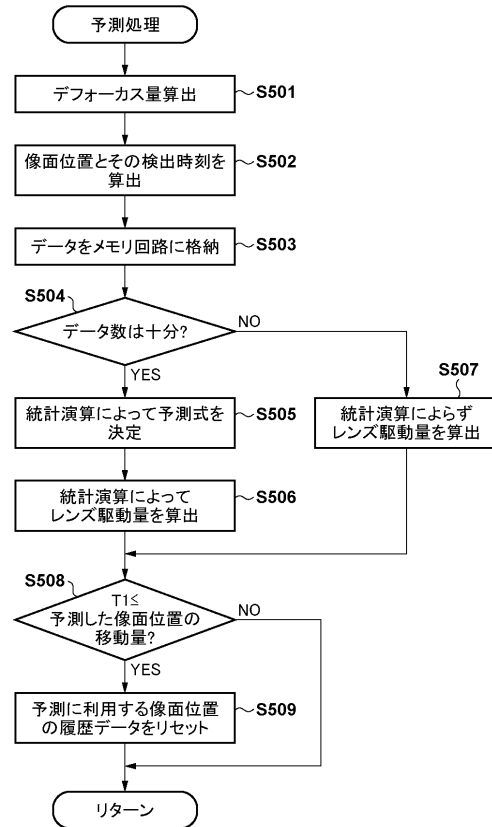 予測処理
デフォーカス量算出
S501
像面位置とその検出時刻を
算出
S502
データをメモリ回路に格納
S503
S504
データ数は十分?
NO
YES
S507
統計演算によって予測式を
決定
S505
統計演算によらず
レンズ駆動量を算出
統計演算によって
レンズ駆動量を算出
S506
S508
T1≦
予測した像面位置の
移動量?
NO
YES
予測に利用する像面位置
の履歴データをリセット
S509
リターン